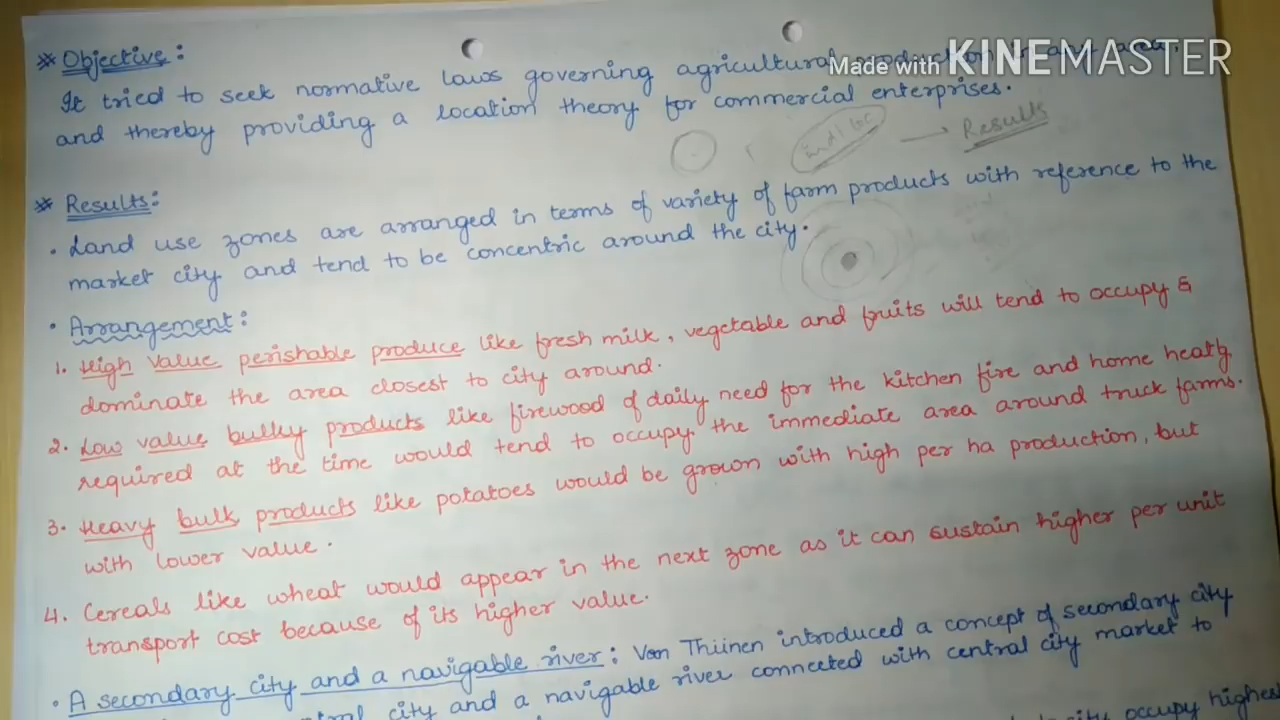 Made with KINEMASTER
* Objective:
It tried to seek normative laws governing agricultural production in any area
and thereby providing a location theory for commercial enterprises.
→ Results
* Results:
• Land use zones are arranged in terms of variety of farm products with reference to the
market city and tend to be concentric around the city.
• Arrangement:
1. High value perishable produce like fresh milk, vegetable and fruits will tend to occupy &
dominate the area closest to city around.
2. Low value bulky products like firewood of daily need for the kitchen fire and home heat'g
required at the time would tend to occupy the immediate area around truck farms.
3. Heavy bulk products like potatoes would be grown with high per ha production, but
with lower value.
4. Cereals like wheat would appear in the next zone as it can sustain higher per unit
transport cost because of its higher value.
• A secondary city and a navigable river: Von Thiinen introduced a concept of secondary city
city and a navigable river connected with central city market to
city occupy highest